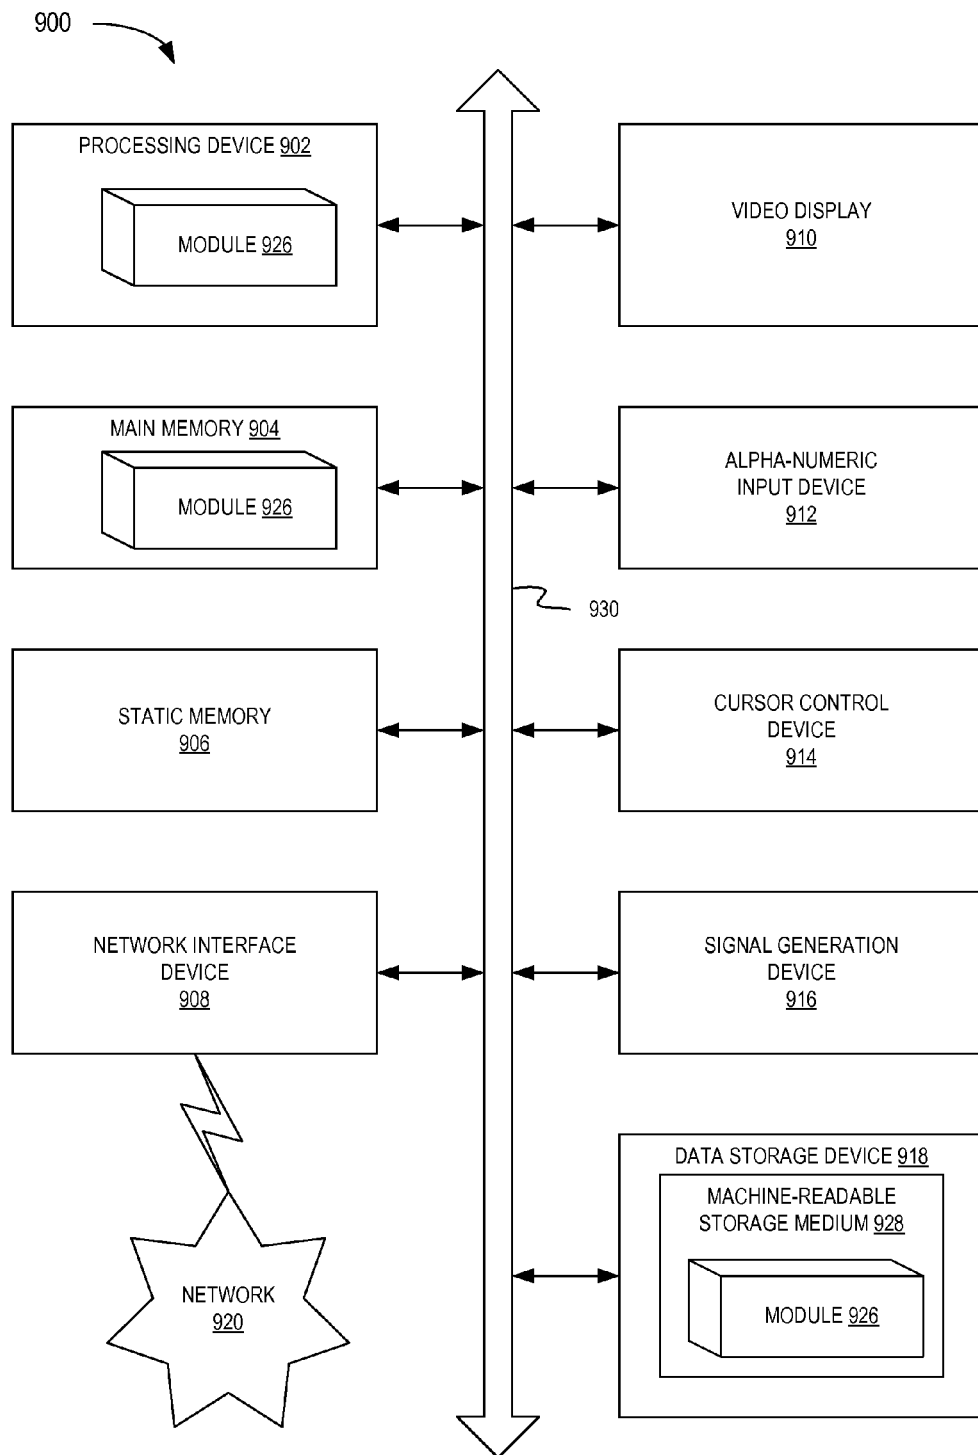 900
PROCESSING DEVICE 902
MODULE 926
VIDEO DISPLAY
910
MAIN MEMORY 904
MODULE 926
ALPHA-NUMERIC
INPUT DEVICE
912
930
STATIC MEMORY
906
CURSOR CONTROL
DEVICE
914
NETWORK INTERFACE
DEVICE
908
SIGNAL GENERATION
DEVICE
916
DATA STORAGE DEVICE 918
MACHINE-READABLE
STORAGE MEDIUM 928
MODULE 926
NETWORK
920